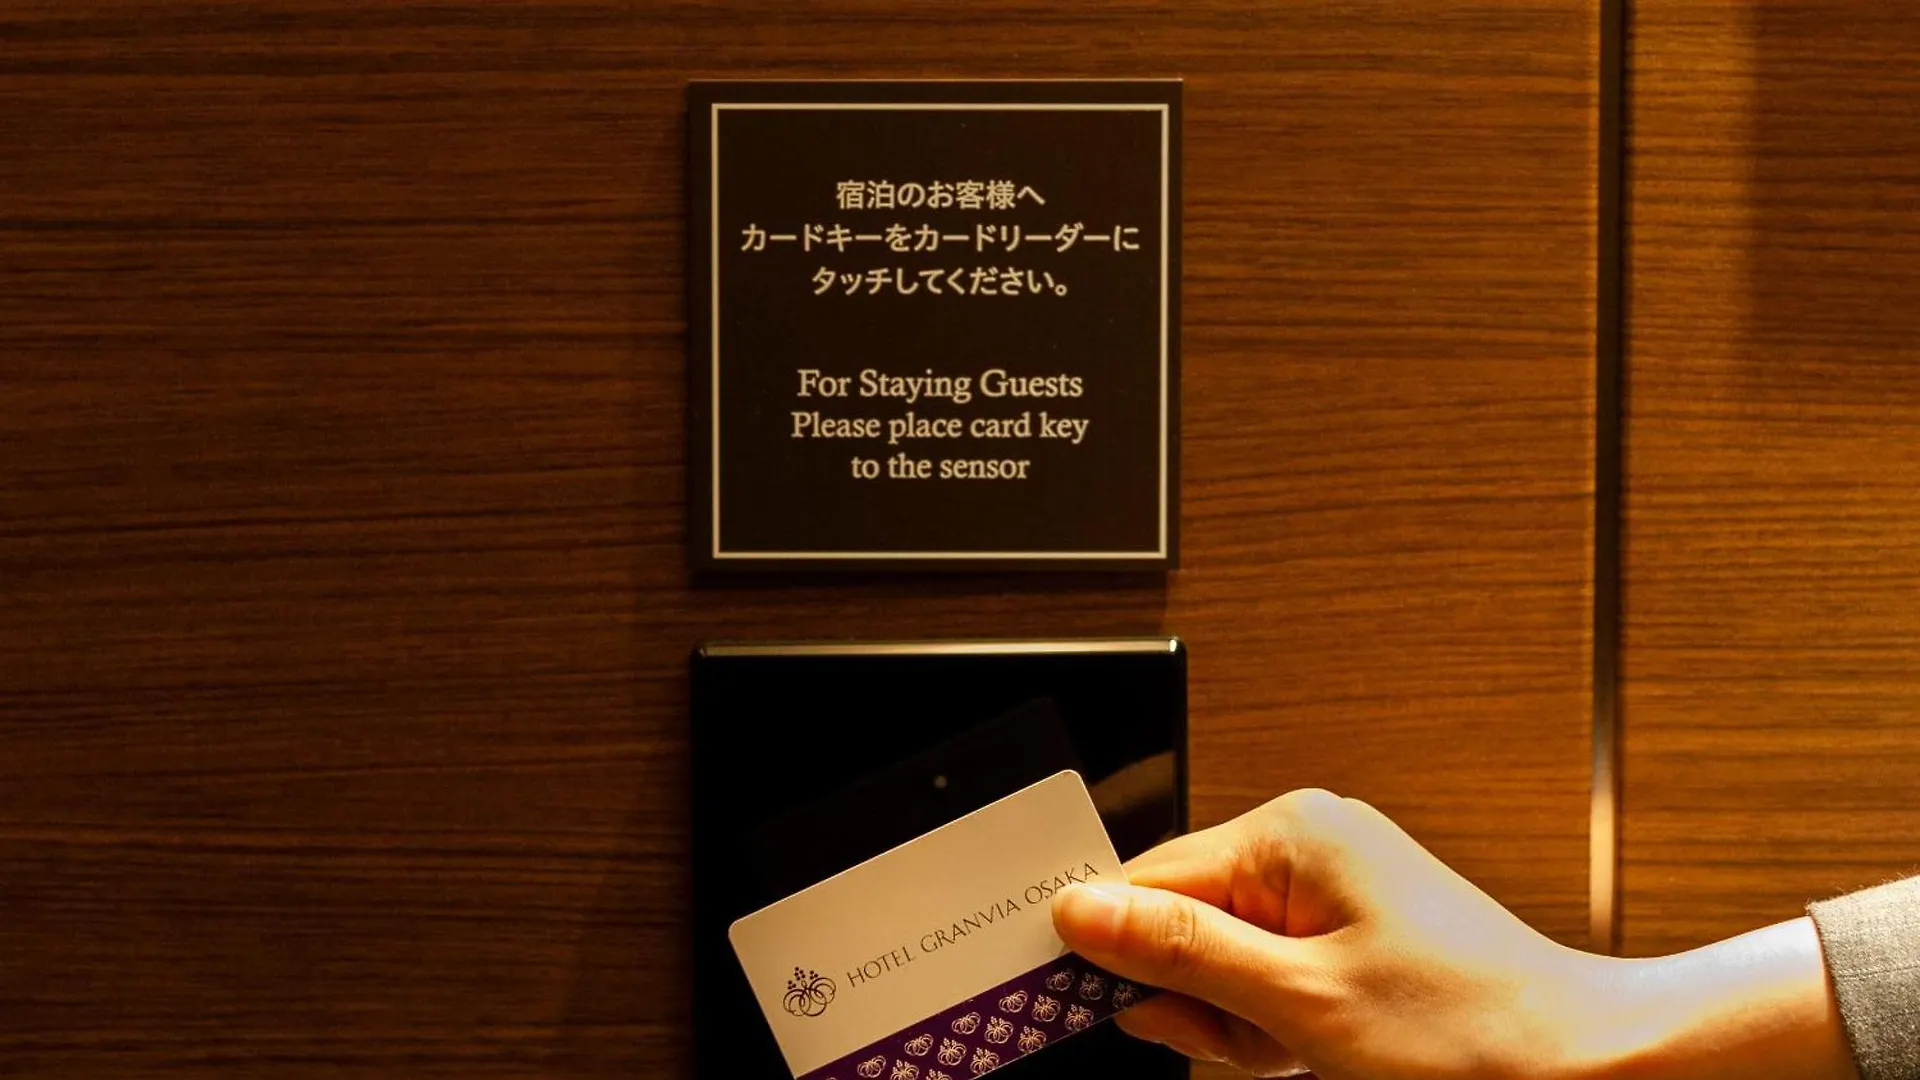 宿泊のお客様へ
カードキーをカードリーダーに
タッチしてください。
For Staying Guests
Please place card key
to the sensor
HOTEL GRANVIA OSAKA